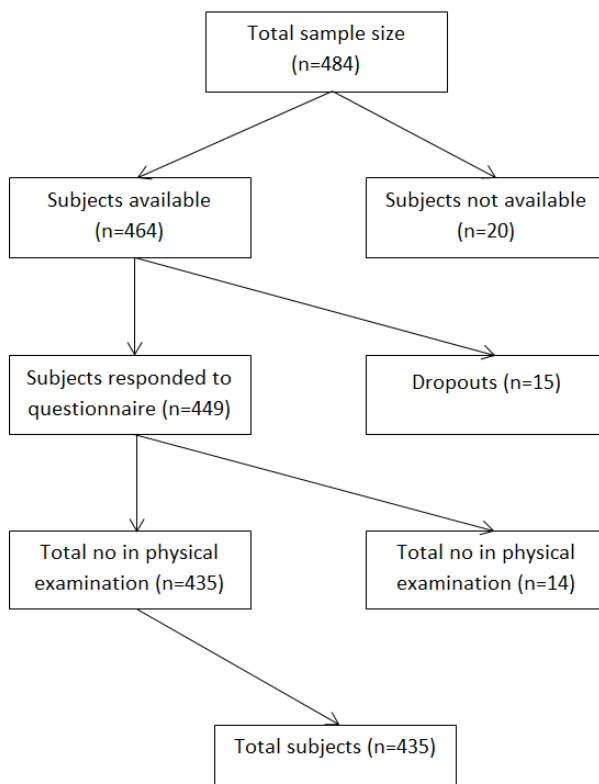 Total sample size
(n=484)
Subjects available
(n=464)
Subjects not available
(n=20)
Subjects responded to
questionnaire (n=449)
Dropouts (n=15)
Total no in physical
examination (n=435)
Total no in physical
examination (n=14)
Total subjects (n=435)